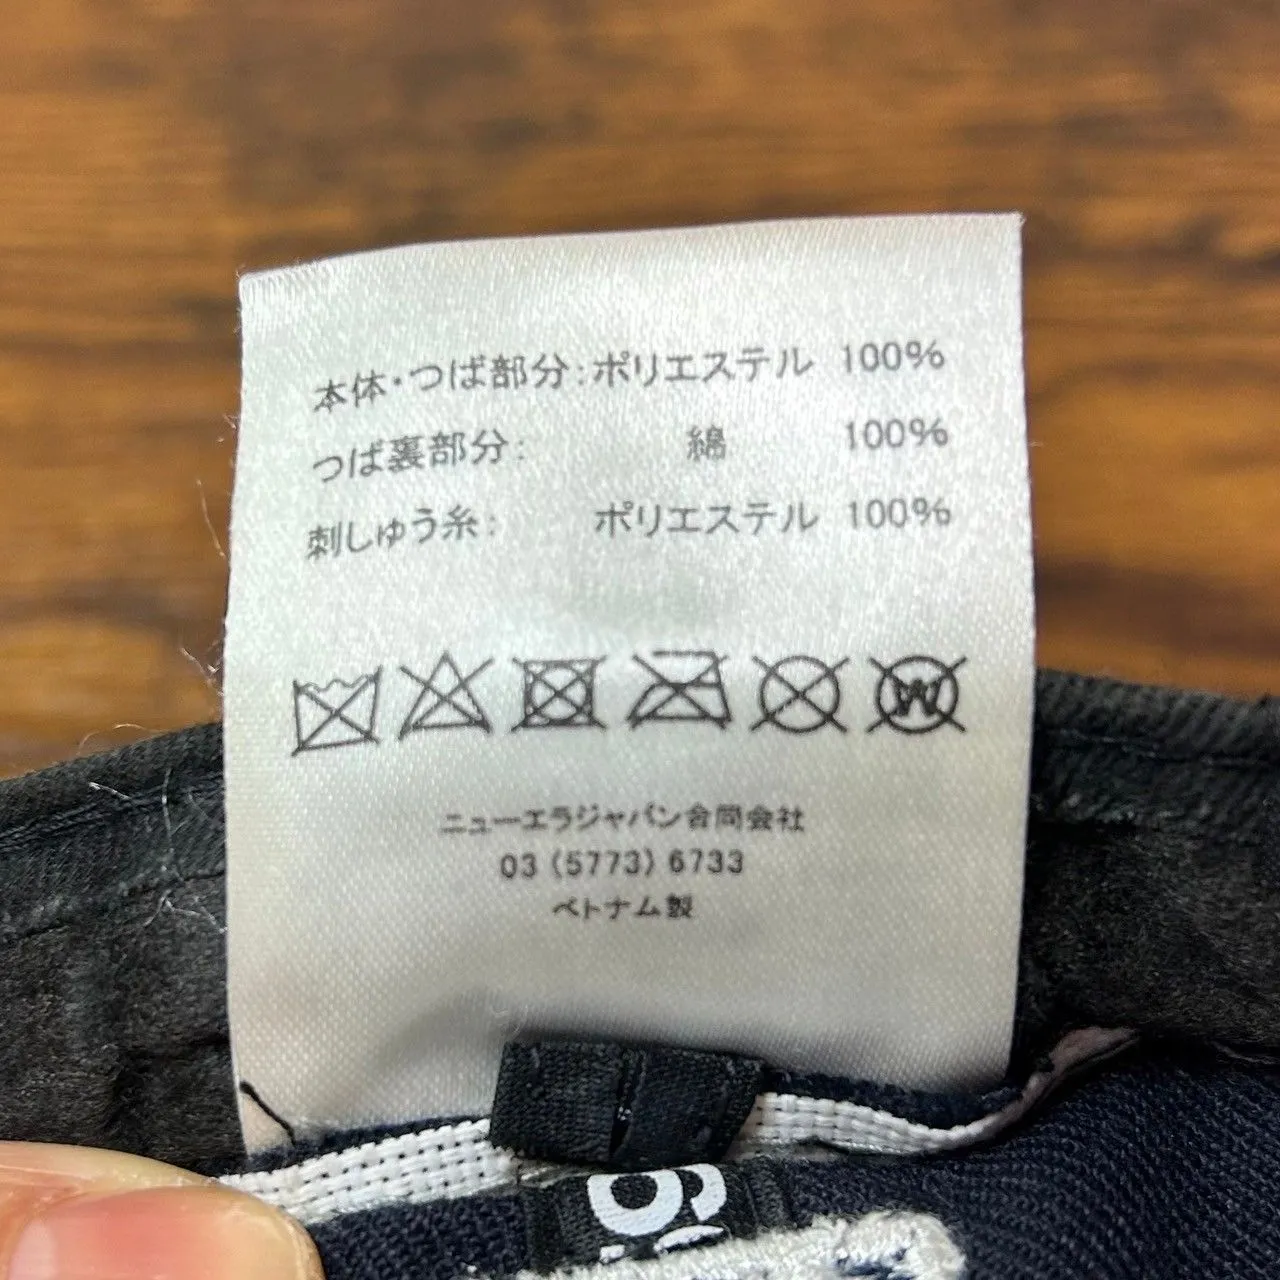 本体・つば部分：ポリエステル 100%
つば裏部分： 綿 100%
刺しゅう糸： ポリエステル 100%
ニューエラジャパン合同会社
03 (5773) 6733
ベトナム製